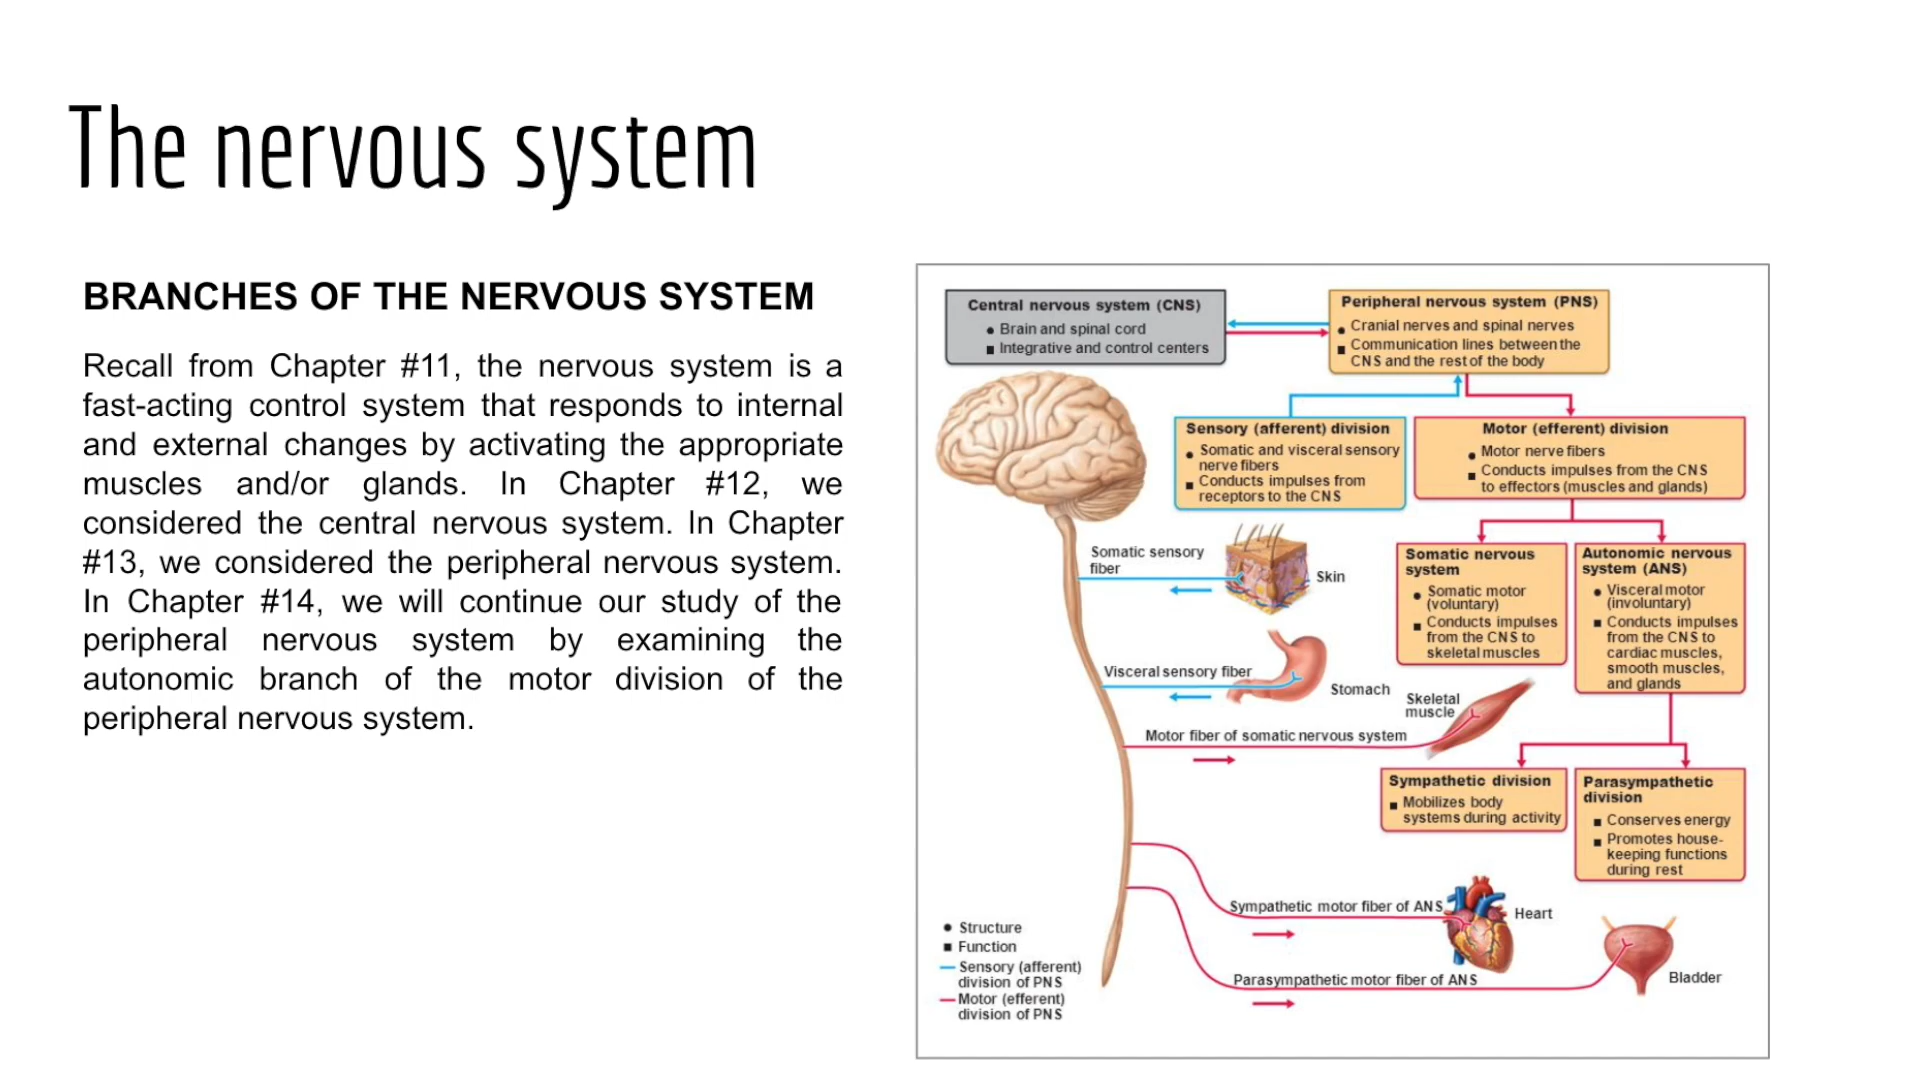 The nervous system
BRANCHES OF THE NERVOUS SYSTEM
Recall from Chapter #11, the nervous system is a
fast-acting control system that responds to internal
and external changes by activating the appropriate
muscles and/or glands. In Chapter #12, we
considered the central nervous system. In Chapter
#13, we considered the peripheral nervous system.
In Chapter #14, we will continue our study of the
peripheral nervous system by examining the
autonomic branch of the motor division of the
peripheral nervous system.
Central nervous system (CNS)
● Brain and spinal cord
■ Integrative and control centers
Peripheral nervous system (PNS)
● Cranial nerves and spinal nerves
■ Communication lines between the
CNS and the rest of the body
Sensory (afferent) division
● Somatic and visceral sensory
nerve fibers
■ Conducts impulses from
receptors to the CNS
Motor (efferent) division
● Motor nerve fibers
■ Conducts impulses from the CNS
to effectors (muscles and glands)
Somatic nervous
system
● Somatic motor
(voluntary)
■ Conducts impulses
from the CNS to
skeletal muscles
Autonomic nervous
system (ANS)
● Visceral motor
(involuntary)
■ Conducts impulses
from the CNS to
cardiac muscles,
smooth muscles,
and glands
Somatic sensory
fiber
Skin
Visceral sensory fiber
Stomach
Skeletal
muscle
Motor fiber of somatic nervous system
Sympathetic division
■ Mobilizes body
systems during activity
Parasympathetic
division
■ Conserves energy
■ Promotes house-
keeping functions
during rest
Sympathetic motor fiber of ANS
Heart
Parasympathetic motor fiber of ANS
Bladder
● Structure
■ Function
Sensory (afferent)
division of PNS
Motor (efferent)
division of PNS